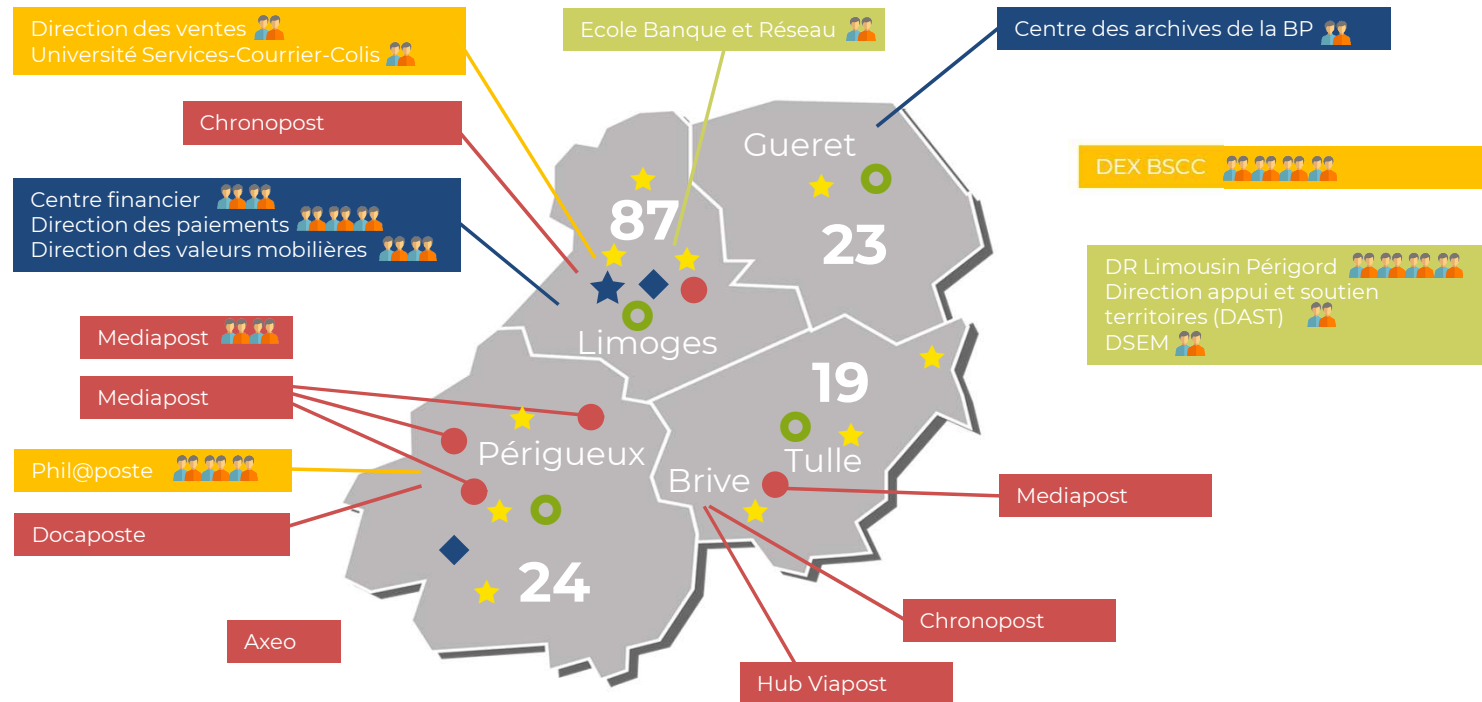 Direction des ventes
Université Services-Courrier-Colis
Ecole Banque et Réseau
Centre des archives de la BP
Chronopost
Gueret
DEX BSCC
Centre financier
Direction des paiements
Direction des valeurs mobilières
87
23
DR Limousin Périgord
Direction appui et soutien
territoires (DAST)
DSEM
Limoges
Mediapost
Mediapost
19
Périgueux
Tulle
Brive
Phil@poste
Mediapost
Docaposte
24
Axeo
Chronopost
Hub Viapost